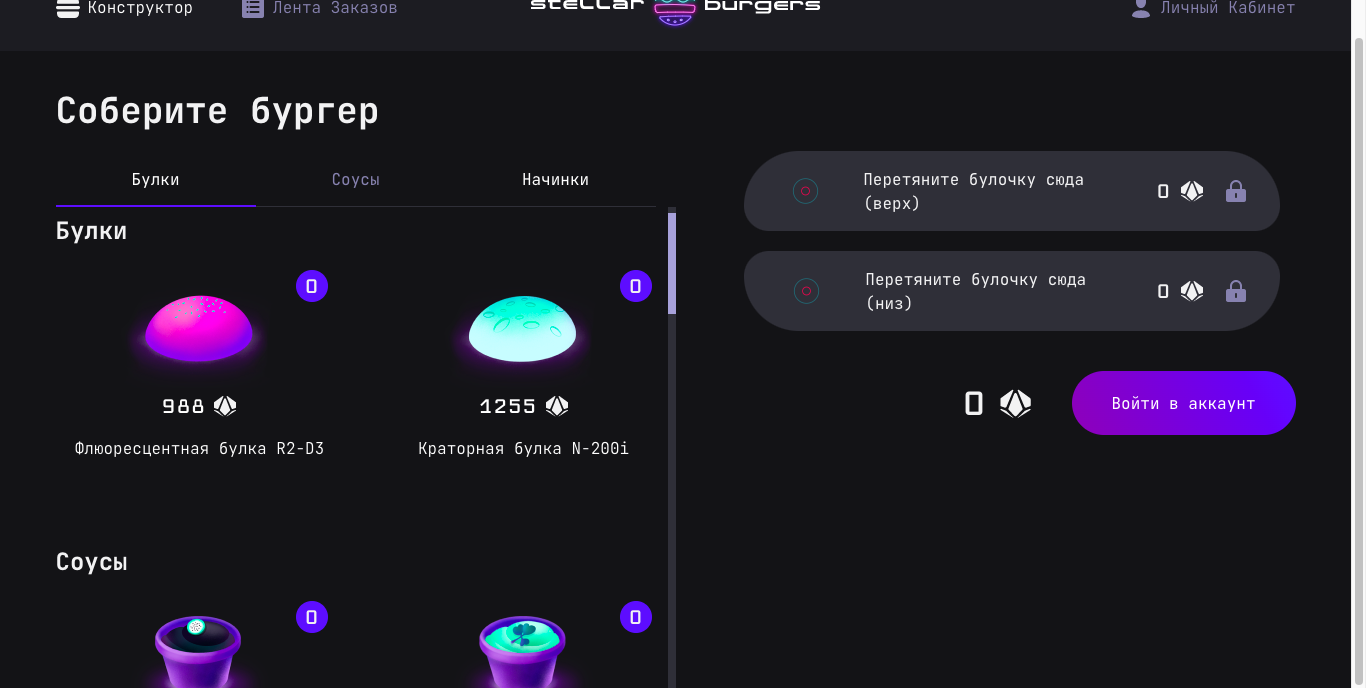 Конструктор
Лента Заказов
stellar burgers
Личный Кабинет
Соберите бургер
Булки
Соусы
Начинки
Булки
0
0
988
1255
Флюоресцентная булка R2-D3
Краторная булка N-200i
Соусы
0
0
Перетяните булочку сюда
(верх)
0
Перетяните булочку сюда
(низ)
0
0
Войти в аккаунт